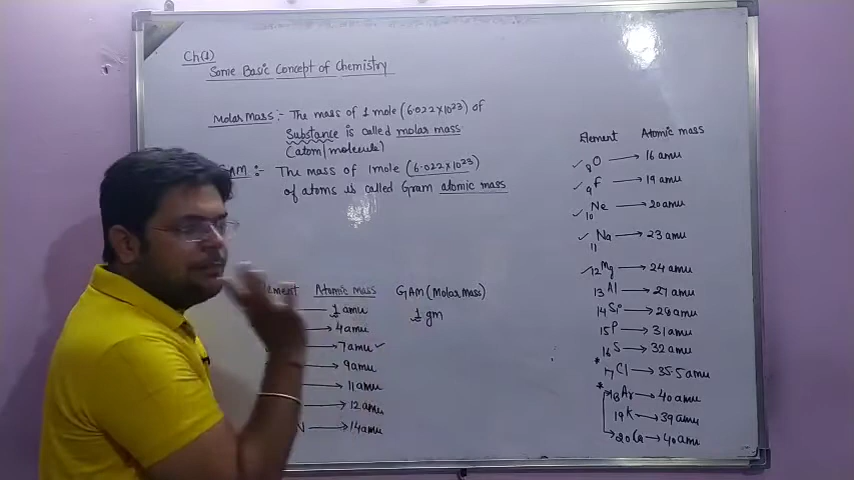 Ch(1)
Some Basic Concept of Chemistry
Molar Mass :- The mass of 1 mole (6.022×10²³) of
Substance is called molar mass
(atom/molecule)
GAM :- The mass of 1mole (6.022×10²³)
of atoms is called Gram atomic mass
Atomic mass GAM (Molar Mass)
1 amu 1 gm
→ 4 amu
→ 7 amu ✓
→ 9 amu
→ 11 amu
→ 12 amu
N → 14 amu
Element Atomic mass
✓ ₈O → 16 amu
✓ ₉F → 19 amu
✓ ₁₀Ne → 20 amu
✓ ₁₁Na → 23 amu
✓ ₁₂Mg → 24 amu
₁₃Al → 27 amu
₁₄Si → 28 amu
₁₅P → 31 amu
* ₁₆S → 32 amu
₁₇Cl → 35.5 amu
* ₁₈Ar → 40 amu
₁₉K → 39 amu
₂₀Ca → 40 amu